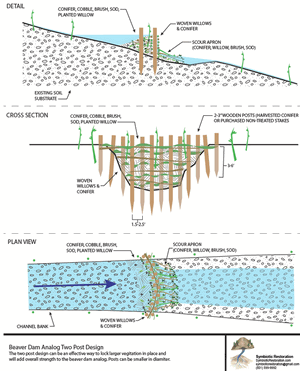 DETAIL
CONIFER, COBBLE, BRUSH, SOD,
PLANTED WILLOW
WOVEN WILLOWS
& CONIFER
SCOUR APRON
(CONIFER, WILLOW, BRUSH, SOD)
EXISTING SOIL
SUBSTRATE
CROSS SECTION
CONIFER, COBBLE, BRUSH,
SOD, PLANTED WILLOW
2-3" WOODEN POSTS (HARVESTED CONIFER
OR PURCHASED NON-TREATED STAKES
WOVEN
WILLOWS &
CONIFER
1.5'-2.5'
PLAN VIEW
CONIFER, COBBLE, BRUSH,
SOD, PLANTED WILLOW
SCOUR APRON
(CONIFER, WILLOW, BRUSH, SOD)
CHANNEL BANK
WOVEN WILLOWS
& CONIFER
Beaver Dam Analog Two Post Design
The two post design can be an effective way to lock larger vegetation in place and
will add overall strength to the beaver dam analog. Posts can be smaller in diameter.
Symbiotic Restoration